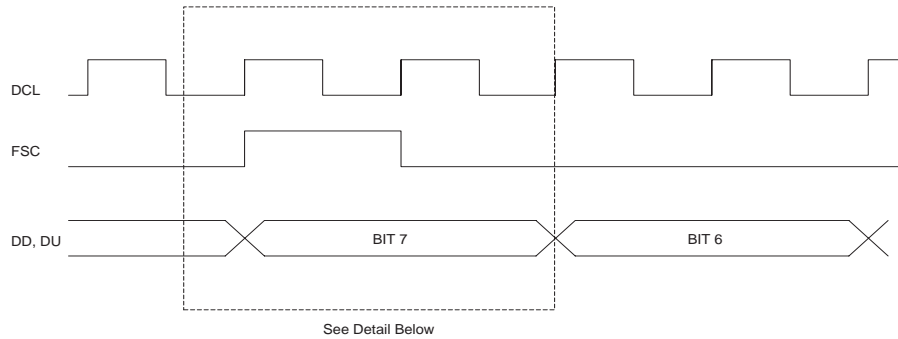 DCL
FSC
DD, DU
BIT 7
BIT 6
See Detail Below